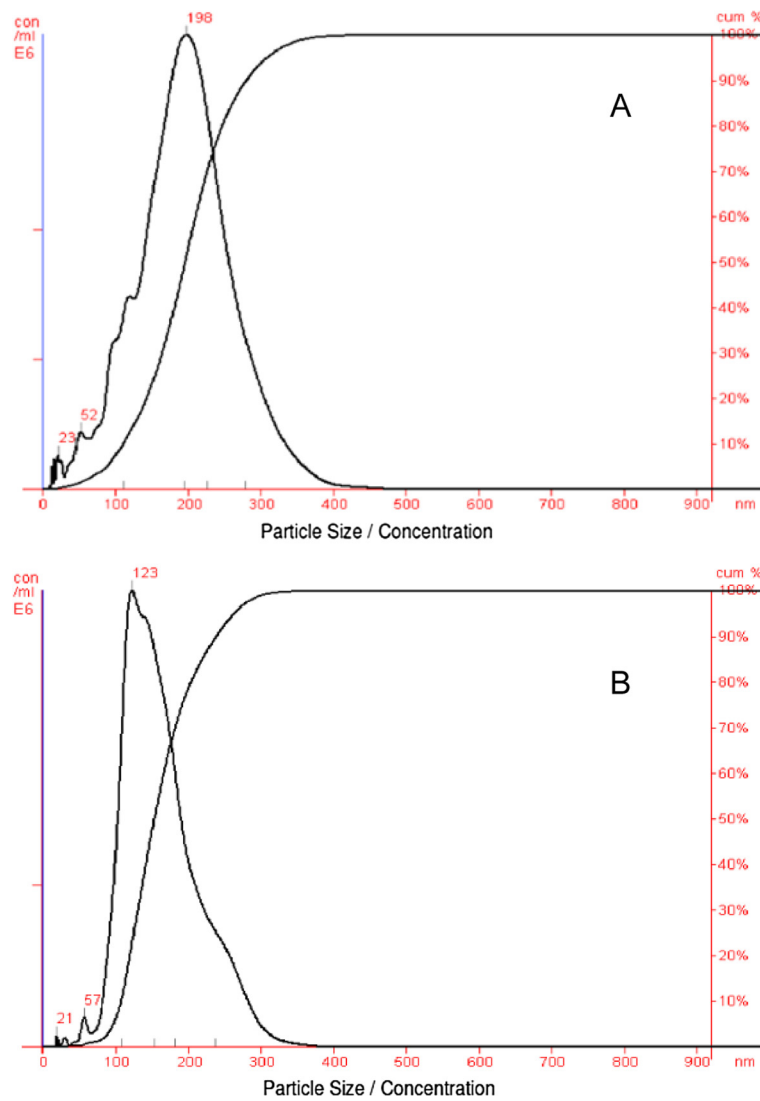 con
/ml
E6
198
cum %
100%
90%
80%
70%
60%
50%
40%
30%
20%
10%
A
52
23
0 100 200 300 400 500 600 700 800 900 nm
Particle Size / Concentration
con
/ml
E6
123
cum %
100%
90%
80%
70%
60%
50%
40%
30%
20%
10%
B
57
21
0 100 200 300 400 500 600 700 800 900 nm
Particle Size / Concentration